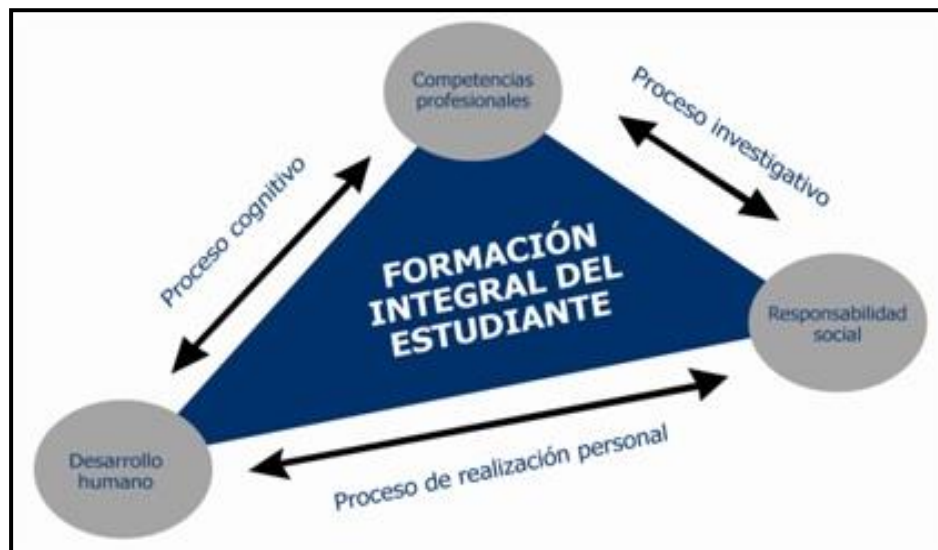 Competencias
profesionales
Proceso investigativo
Proceso cognitivo
FORMACIÓN
INTEGRAL DEL
ESTUDIANTE
Responsabilidad
social
Desarrollo
humano
Proceso de realización personal